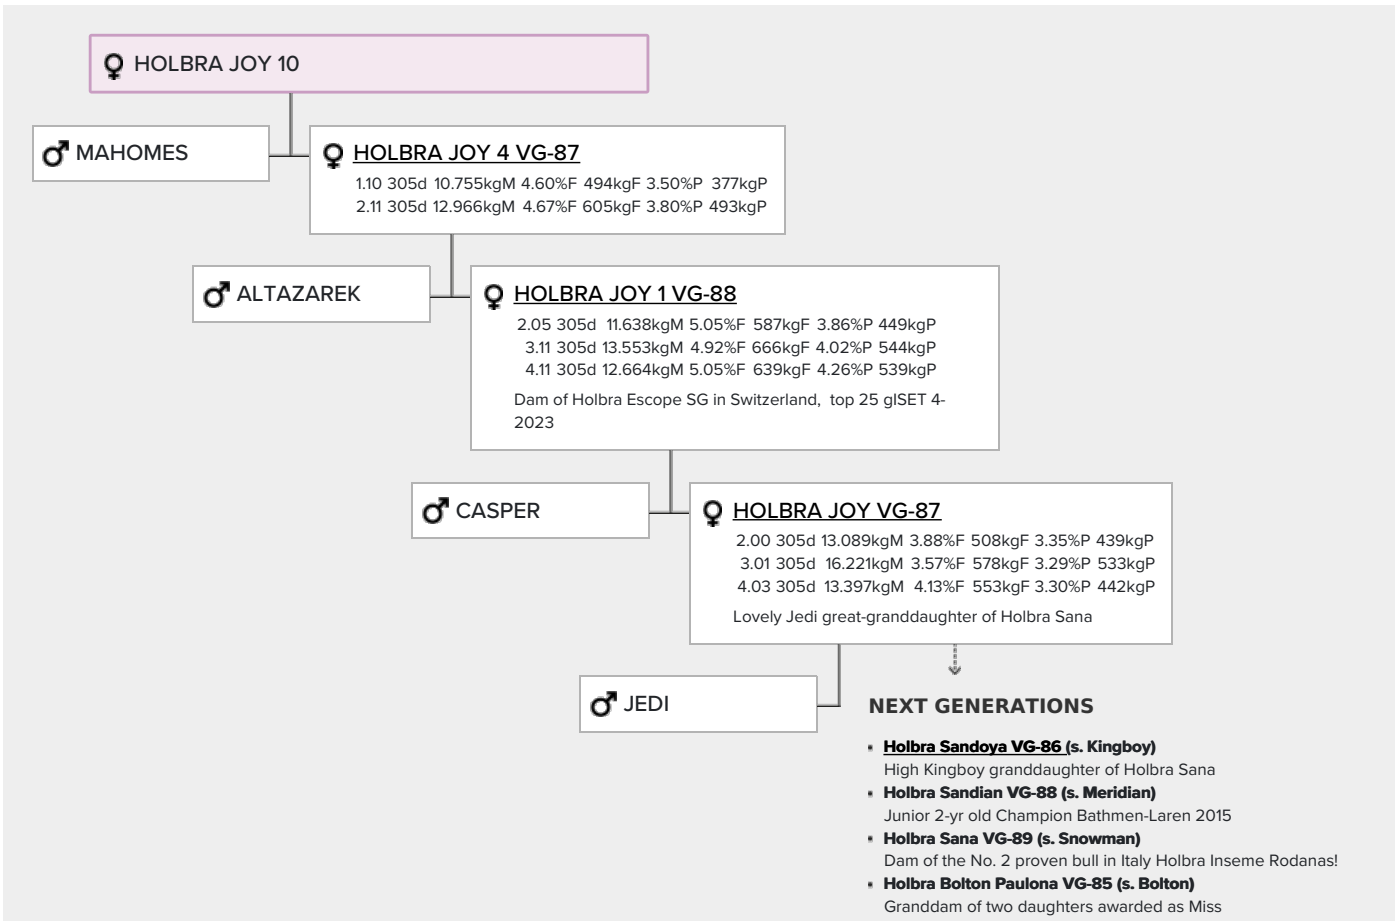 HOLBRA JOY 10
MAHOMES
HOLBRA JOY 4 VG-87
1.10 305d 10.755kgM 4.60%F 494kgF 3.50%P 377kgP
2.11 305d 12.966kgM 4.67%F 605kgF 3.80%P 493kgP
ALTAZAREK
HOLBRA JOY 1 VG-88
2.05 305d 11.638kgM 5.05%F 587kgF 3.86%P 449kgP
3.11 305d 13.553kgM 4.92%F 666kgF 4.02%P 544kgP
4.11 305d 12.664kgM 5.05%F 639kgF 4.26%P 539kgP
Dam of Holbra Escope SG in Switzerland, top 25 gISET 4-
2023
CASPER
HOLBRA JOY VG-87
2.00 305d 13.089kgM 3.88%F 508kgF 3.35%P 439kgP
3.01 305d 16.221kgM 3.57%F 578kgF 3.29%P 533kgP
4.03 305d 13.397kgM 4.13%F 553kgF 3.30%P 442kgP
Lovely Jedi great-granddaughter of Holbra Sana
JEDI
NEXT GENERATIONS
Holbra Sandoya VG-86 (s. Kingboy)
High Kingboy granddaughter of Holbra Sana
Holbra Sandian VG-88 (s. Meridian)
Junior 2-yr old Champion Bathmen-Laren 2015
Holbra Sana VG-89 (s. Snowman)
Dam of the No. 2 proven bull in Italy Holbra Inseme Rodanas!
Holbra Bolton Paulona VG-85 (s. Bolton)
Granddam of two daughters awarded as Miss